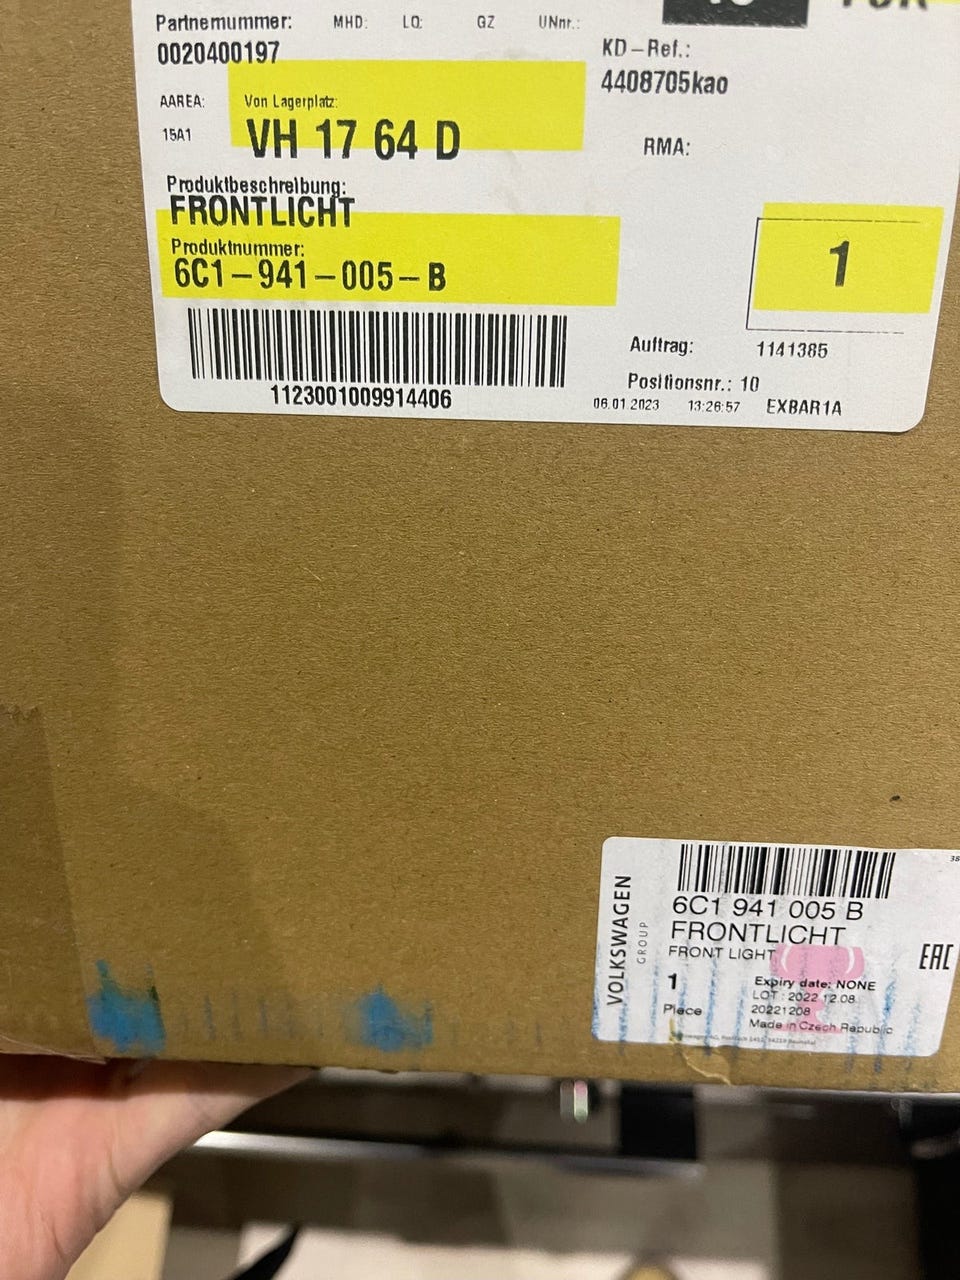 Partnernummer: MHD: LQ: GZ UNnr.:
0020400197
KD-Ref.:
4408705kao
AAREA: Von Lagerplatz:
15A1 VH 17 64 D
RMA:
Produktbeschreibung:
FRONTLICHT
Produktnummer:
6C1-941-005-B
1
1123001009914406
Auftrag: 1141385
Positionsnr.: 10
06.01.2023 13:26:57 EXBAR1A
VOLKSWAGEN
GROUP
38
6C1 941 005 B
FRONTLICHT
FRONT LIGHT
EAC
1
Piece
Expiry date: NONE
LOT: 2022.12.08
20221208
Made in Czech Republic